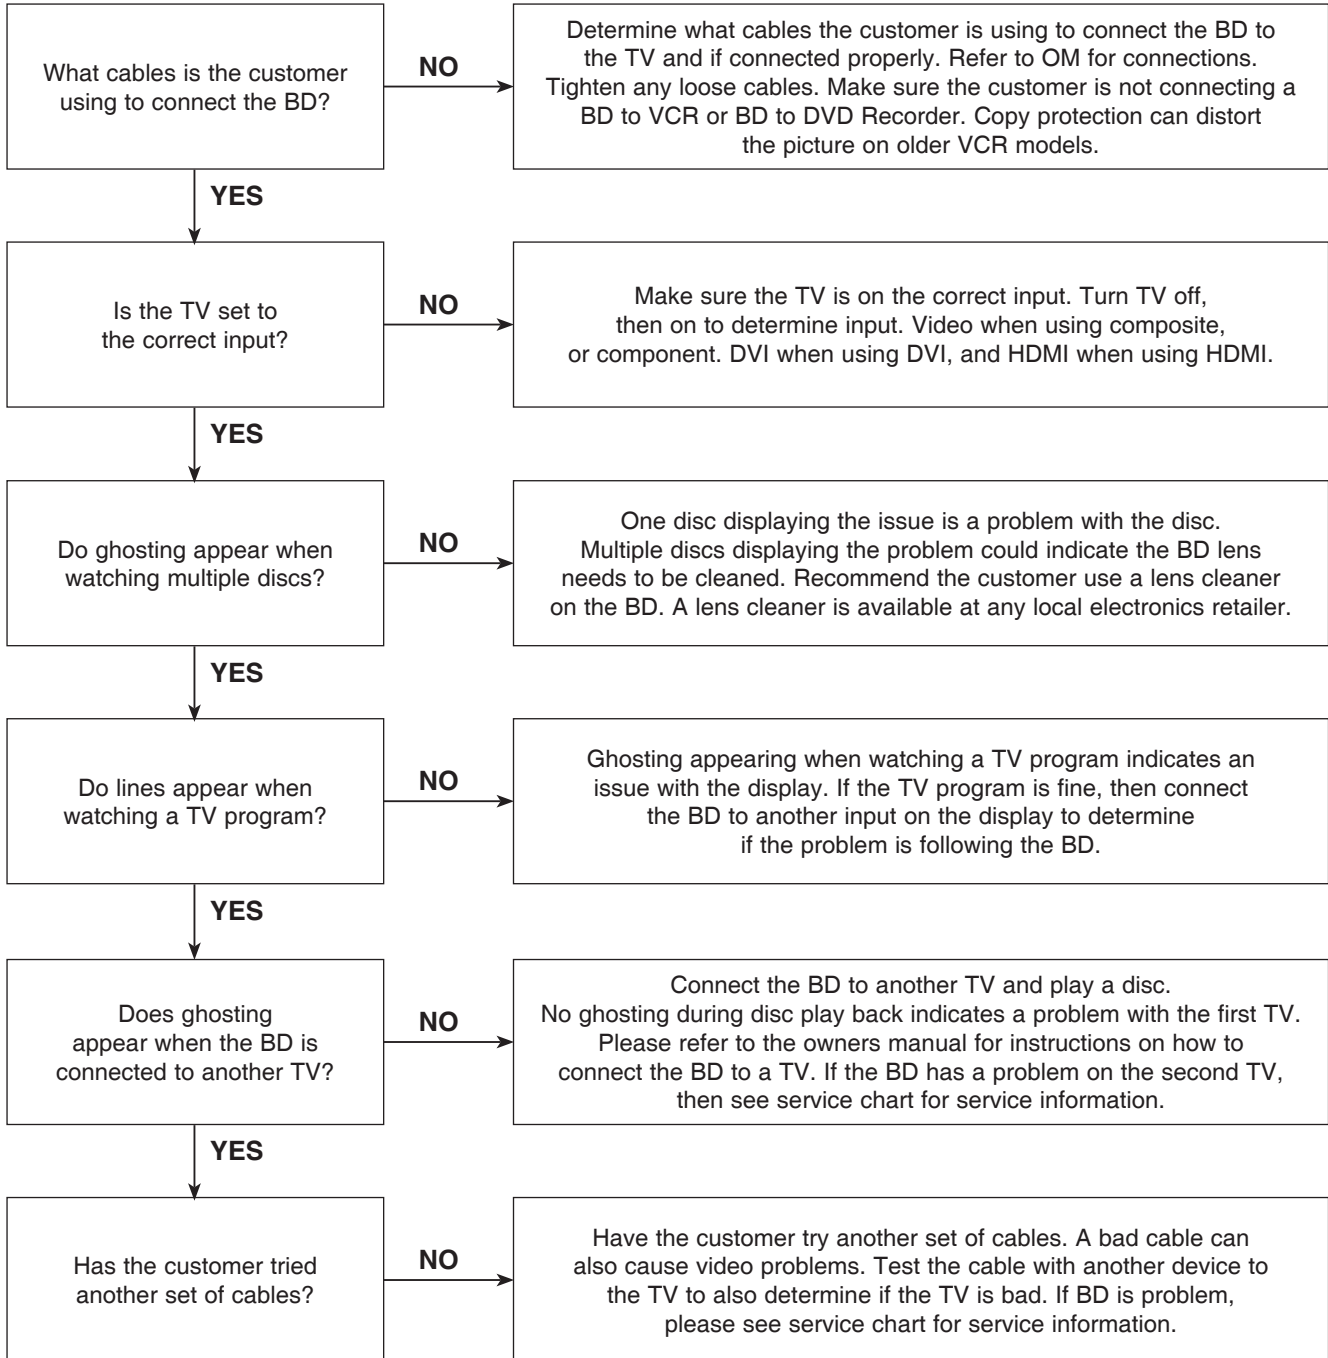 What cables is the customer
using to connect the BD?
NO
Determine what cables the customer is using to connect the BD to
the TV and if connected properly. Refer to OM for connections.
Tighten any loose cables. Make sure the customer is not connecting a
BD to VCR or BD to DVD Recorder. Copy protection can distort
the picture on older VCR models.
YES
Is the TV set to
the correct input?
NO
Make sure the TV is on the correct input. Turn TV off,
then on to determine input. Video when using composite,
or component. DVI when using DVI, and HDMI when using HDMI.
YES
Do ghosting appear when
watching multiple discs?
NO
One disc displaying the issue is a problem with the disc.
Multiple discs displaying the problem could indicate the BD lens
needs to be cleaned. Recommend the customer use a lens cleaner
on the BD. A lens cleaner is available at any local electronics retailer.
YES
Do lines appear when
watching a TV program?
NO
Ghosting appearing when watching a TV program indicates an
issue with the display. If the TV program is fine, then connect
the BD to another input on the display to determine
if the problem is following the BD.
YES
Does ghosting
appear when the BD is
connected to another TV?
NO
Connect the BD to another TV and play a disc.
No ghosting during disc play back indicates a problem with the first TV.
Please refer to the owners manual for instructions on how to
connect the BD to a TV. If the BD has a problem on the second TV,
then see service chart for service information.
YES
Has the customer tried
another set of cables?
NO
Have the customer try another set of cables. A bad cable can
also cause video problems. Test the cable with another device to
the TV to also determine if the TV is bad. If BD is problem,
please see service chart for service information.